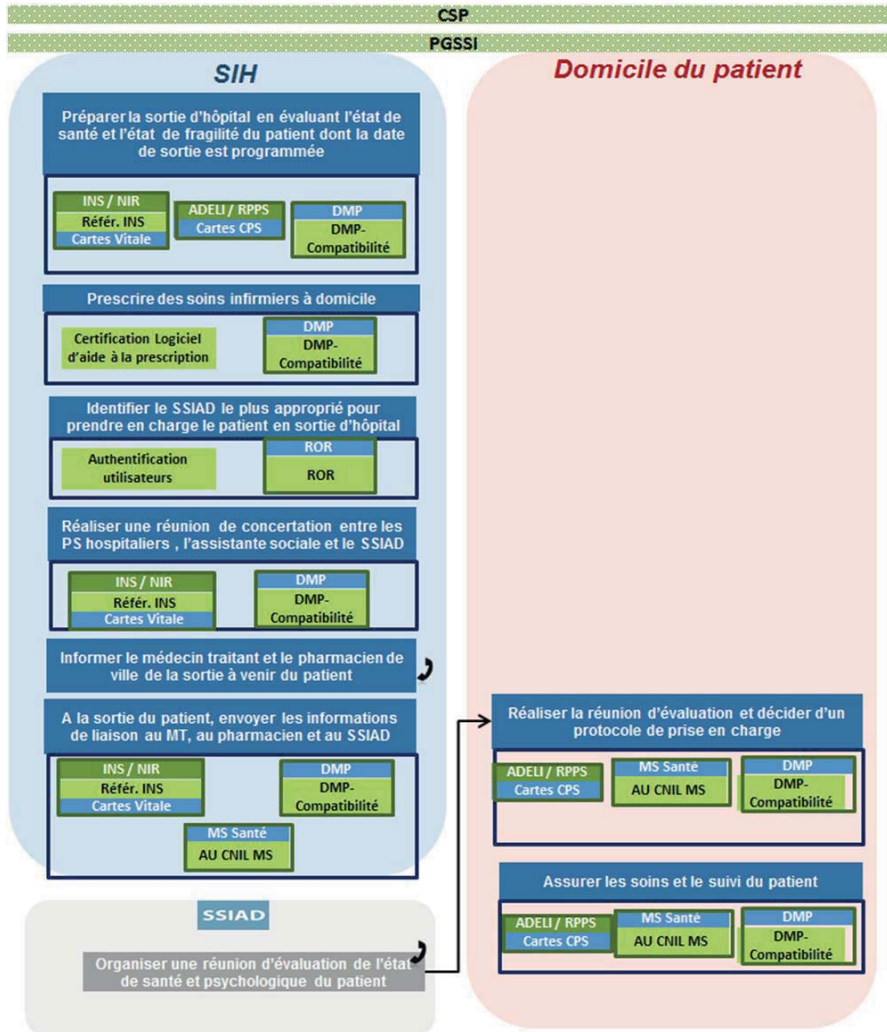 CSP
PGSSI
SIH
Préparer la sortie d'hôpital en évaluant l'état de
santé et l'état de fragilité du patient dont la date
de sortie est programmée
INS / NIR
Référ. INS
Cartes Vitale
ADELI / RPPS
Cartes CPS
DMP
DMP-
Compatibilité
Prescrire des soins infirmiers à domicile
Certification Logiciel
d'aide à la prescription
DMP
DMP-
Compatibilité
Identifier le SSIAD le plus approprié pour
prendre en charge le patient en sortie d'hôpital
Authentification
utilisateurs
ROR
ROR
Réaliser une réunion de concertation entre les
PS hospitaliers , l'assistante sociale et le SSIAD
INS / NIR
Référ. INS
Cartes Vitale
DMP
DMP-
Compatibilité
Informer le médecin traitant et le pharmacien de
ville de la sortie à venir du patient
A la sortie du patient, envoyer les informations
de liaison au MT, au pharmacien et au SSIAD
INS / NIR
Référ. INS
Cartes Vitale
DMP
DMP-
Compatibilité
MS Santé
AU CNIL MS
SSIAD
Organiser une réunion d'évaluation de l'état
de santé et psychologique du patient
Domicile du patient
Réaliser la réunion d'évaluation et décider d'un
protocole de prise en charge
ADELI / RPPS
Cartes CPS
MS Santé
AU CNIL MS
DMP
DMP-
Compatibilité
Assurer les soins et le suivi du patient
ADELI / RPPS
Cartes CPS
MS Santé
AU CNIL MS
DMP
DMP-
Compatibilité